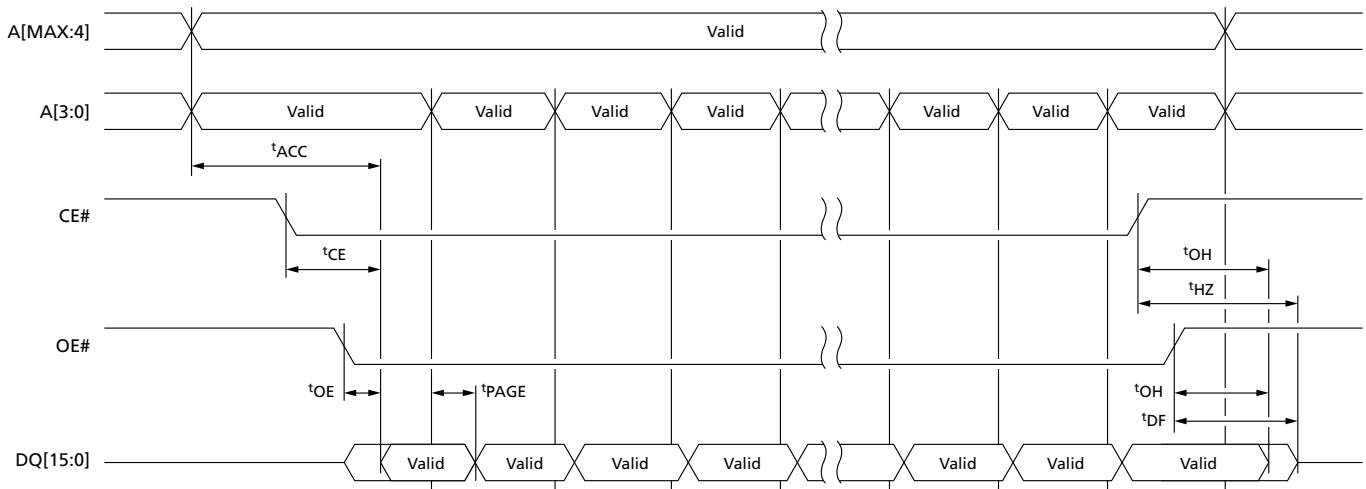 A[MAX:4] Valid
A[3:0] Valid Valid Valid Valid Valid Valid Valid
tACC
CE#
tCE tOH
tHZ
OE#
tOE tPAGE tOH
tDF
DQ[15:0] Valid Valid Valid Valid Valid Valid Valid